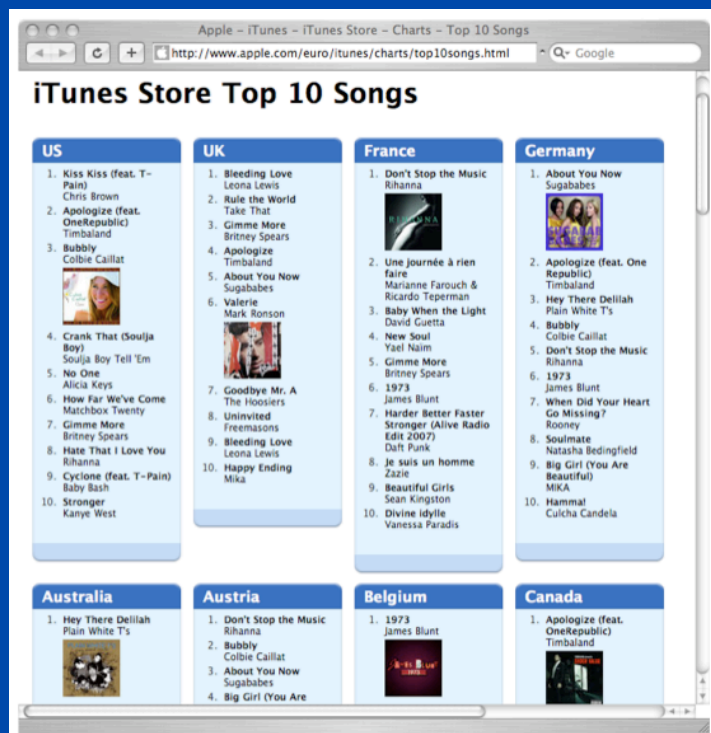 Apple – iTunes – iTunes Store – Charts – Top 10 Songs
http://www.apple.com/euro/itunes/charts/top10songs.html
Google
iTunes Store Top 10 Songs
US
1. Kiss Kiss (feat. T-
Pain)
Chris Brown
2. Apologize (feat.
OneRepublic)
Timbaland
3. Bubbly
Colbie Caillat
4. Crank That (Soulja
Boy)
Soulja Boy Tell 'Em
5. No One
Alicia Keys
6. How Far We've Come
Matchbox Twenty
7. Gimme More
Britney Spears
8. Hate That I Love You
Rihanna
9. Cyclone (feat. T-Pain)
Baby Bash
10. Stronger
Kanye West
UK
1. Bleeding Love
Leona Lewis
2. Rule the World
Take That
3. Gimme More
Britney Spears
4. Apologize
Timbaland
5. About You Now
Sugababes
6. Valerie
Mark Ronson
7. Goodbye Mr. A
The Hoosiers
8. Uninvited
Freemasons
9. Bleeding Love
Leona Lewis
10. Happy Ending
Mika
France
1. Don't Stop the Music
Rihanna
RIHANNA
2. Une journée à rien
faire
Marianne Farouch &
Ricardo Teperman
3. Baby When the Light
David Guetta
4. New Soul
Yael Naim
5. Gimme More
Britney Spears
6. 1973
James Blunt
7. Harder Better Faster
Stronger (Alive Radio
Edit 2007)
Daft Punk
8. Je suis un homme
Zazie
9. Beautiful Girls
Sean Kingston
10. Divine idylle
Vanessa Paradis
Germany
1. About You Now
Sugababes
2. Apologize (feat. One
Republic)
Timbaland
3. Hey There Delilah
Plain White T's
4. Bubbly
Colbie Caillat
5. Don't Stop the Music
Rihanna
6. 1973
James Blunt
7. When Did Your Heart
Go Missing?
Rooney
8. Soulmate
Natasha Bedingfield
9. Big Girl (You Are
Beautiful)
MIKA
10. Hamma!
Culcha Candela
Australia
1. Hey There Delilah
Plain White T's
Austria
1. Don't Stop the Music
Rihanna
2. Bubbly
Colbie Caillat
3. About You Now
Sugababes
4. Big Girl (You Are
Belgium
1. 1973
James Blunt
Canada
1. Apologize (feat.
OneRepublic)
Timbaland